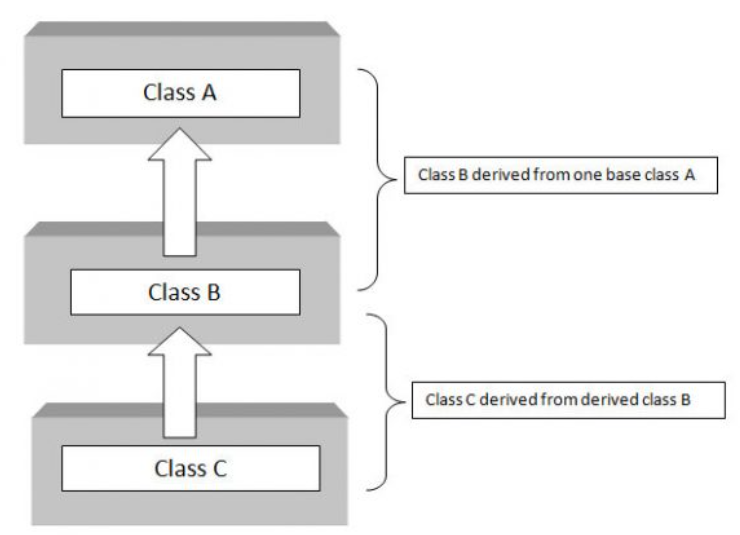 Class A
Class B derived from one base class A
Class B
Class C derived from derived class B
Class C